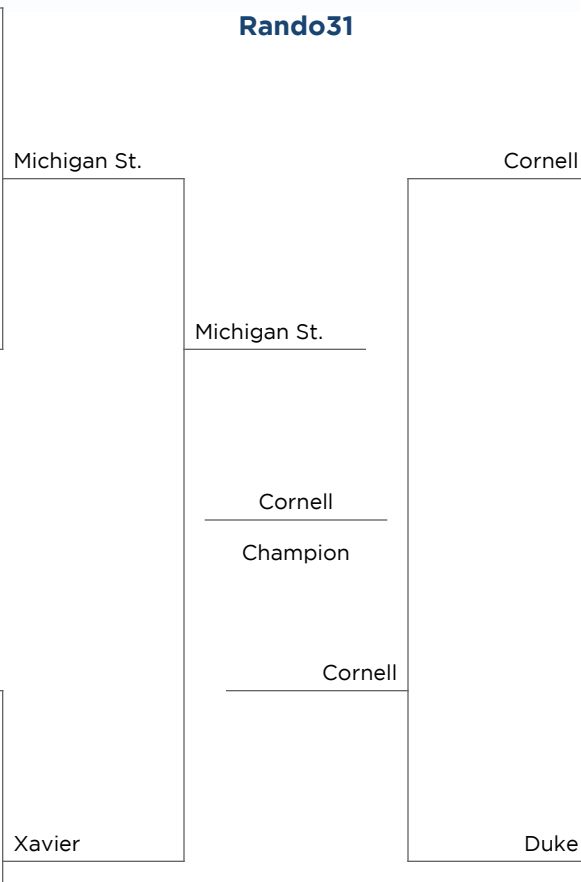 Rando31
Michigan St.
Cornell
Michigan St.
Cornell
Champion
Cornell
Xavier
Duke